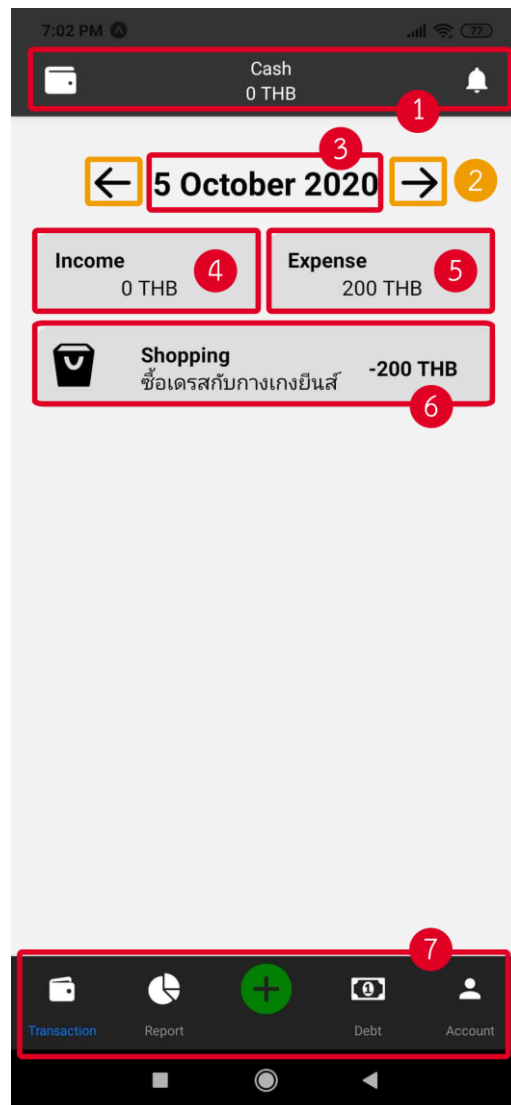 7:02 PM
77
Cash
0 THB
1
3
5 October 2020
2
Income
0 THB
4
Expense
200 THB
5
Shopping
ซื้อเดรสกับกางเกงยีนส์
-200 THB
6
7
1
Transaction
Report
Debt
Account